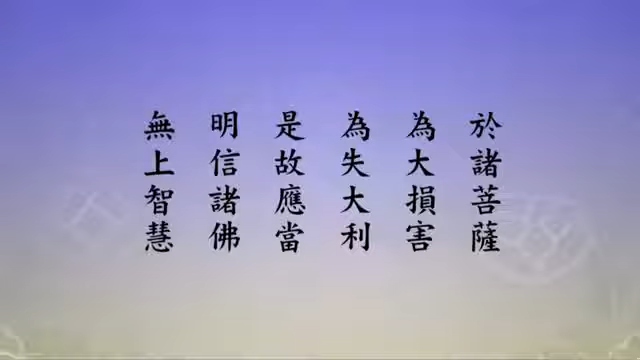 於諸菩薩
為大損害
為失大利
是故應當
明信諸佛
無上智慧